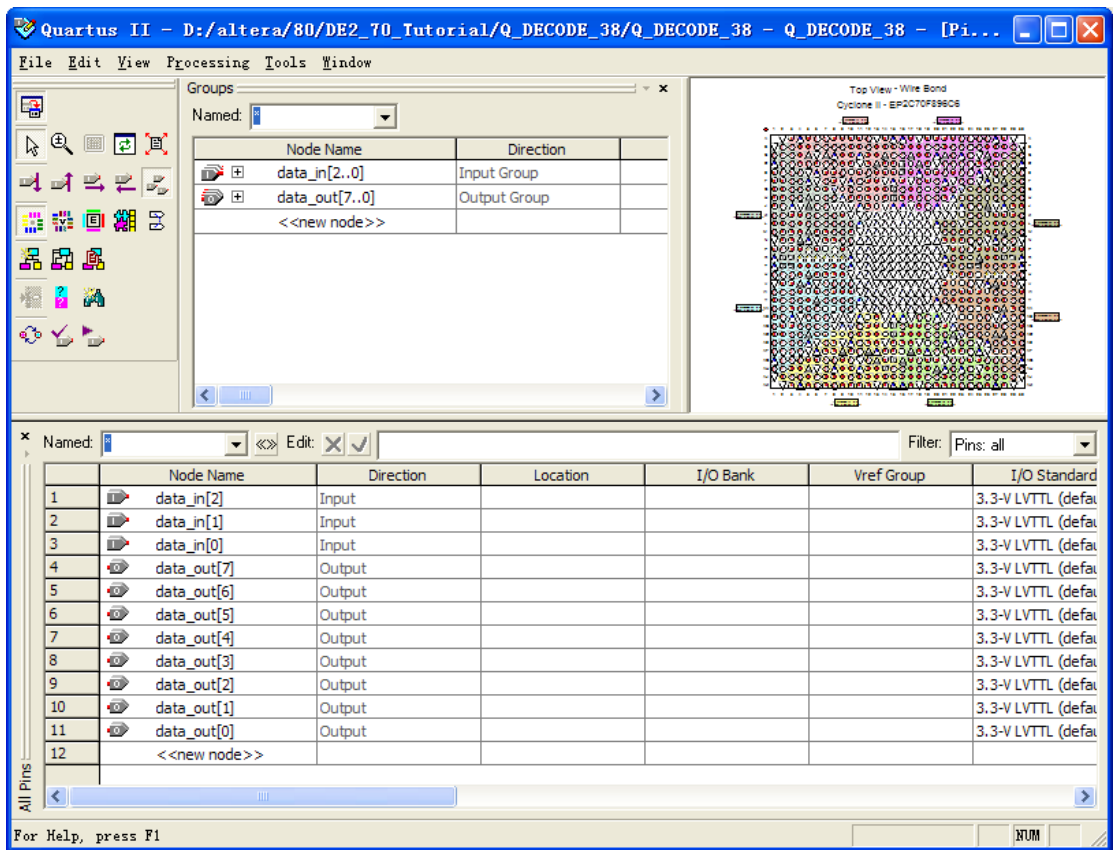 Quartus II - D:/altera/80/DE2_70_Tutorial/Q_DECODE_38/Q_DECODE_38 - Q_DECODE_38 - [Pi...
File Edit View Processing Tools Window
Groups
Named: *
Node Name Direction
data_in[2..0] Input Group
data_out[7..0] Output Group
<<new node>>
Top View - Wire Bond
Cyclone II - EP2C70F896C6
Named: * Edit: Filter: Pins: all
Node Name Direction Location I/O Bank Vref Group I/O Standard
1 data_in[2] Input 3.3-V LVTTL (defau
2 data_in[1] Input 3.3-V LVTTL (defau
3 data_in[0] Input 3.3-V LVTTL (defau
4 data_out[7] Output 3.3-V LVTTL (defau
5 data_out[6] Output 3.3-V LVTTL (defau
6 data_out[5] Output 3.3-V LVTTL (defau
7 data_out[4] Output 3.3-V LVTTL (defau
8 data_out[3] Output 3.3-V LVTTL (defau
9 data_out[2] Output 3.3-V LVTTL (defau
10 data_out[1] Output 3.3-V LVTTL (defau
11 data_out[0] Output 3.3-V LVTTL (defau
12 <<new node>>
All Pins
For Help, press F1 NUM